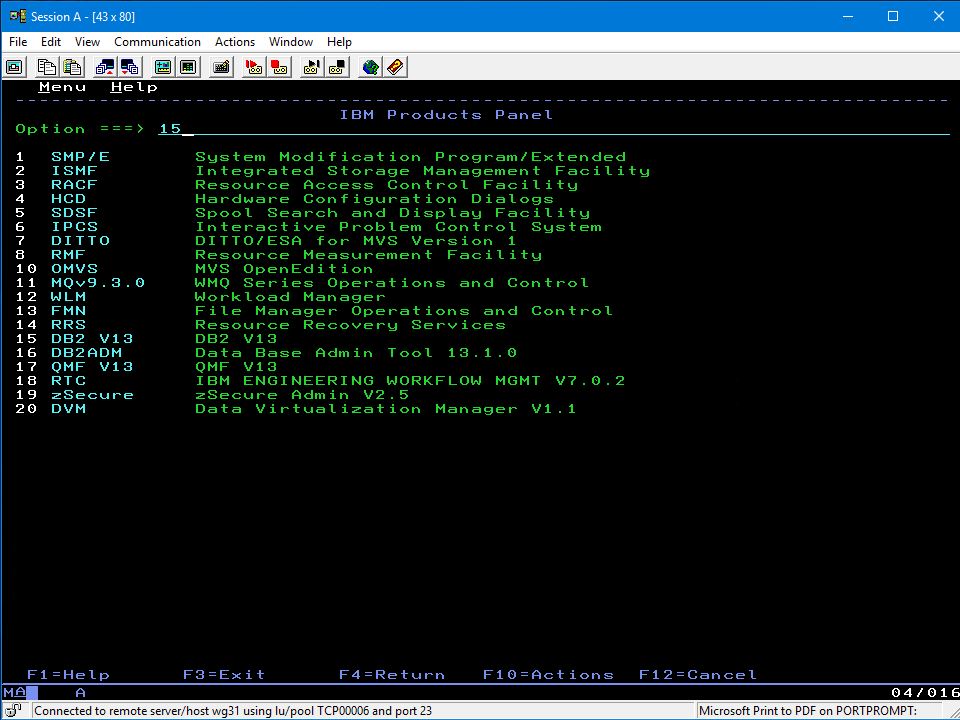 Session A - [43 x 80]
File Edit View Communication Actions Window Help
Menu Help
--------------------------------------------------------------------------------
IBM Products Panel
Option ===> 15_
1 SMP/E System Modification Program/Extended
2 ISMF Integrated Storage Management Facility
3 RACF Resource Access Control Facility
4 HCD Hardware Configuration Dialogs
5 SDSF Spool Search and Display Facility
6 IPCS Interactive Problem Control System
7 DITTO DITTO/ESA for MVS Version 1
8 RMF Resource Measurement Facility
10 OMVS MVS OpenEdition
11 MQv9.3.0 WMQ Series Operations and Control
12 WLM Workload Manager
13 FMN File Manager Operations and Control
14 RRS Resource Recovery Services
15 DB2 V13 DB2 V13
16 DB2ADM Data Base Admin Tool 13.1.0
17 QMF V13 QMF V13
18 RTC IBM ENGINEERING WORKFLOW MGMT V7.0.2
19 zSecure zSecure Admin V2.5
20 DVM Data Virtualization Manager V1.1
F1=Help F3=Exit F4=Return F10=Actions F12=Cancel
MA A 04/016
Connected to remote server/host wg31 using lu/pool TCP00006 and port 23 Microsoft Print to PDF on PORTPROMPT: